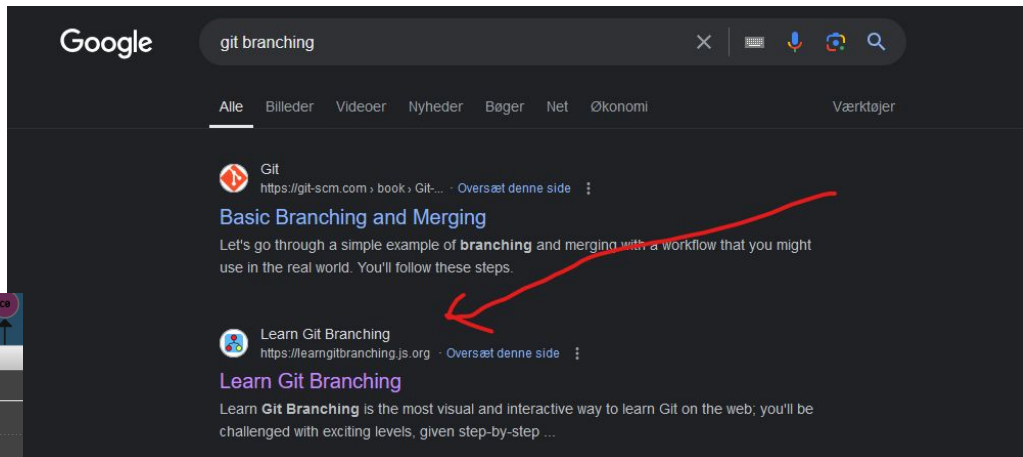 Google
git branching
Alle Billeder Videoer Nyheder Bøger Net Økonomi Værktøjer
Git
https://git-scm.com › book › Git-... · Oversæt denne side
Basic Branching and Merging
Let's go through a simple example of branching and merging with a workflow that you might
use in the real world. You'll follow these steps.
Learn Git Branching
https://learngitbranching.js.org · Oversæt denne side
Learn Git Branching
Learn Git Branching is the most visual and interactive way to learn Git on the web; you'll be
challenged with exciting levels, given step-by-step ...